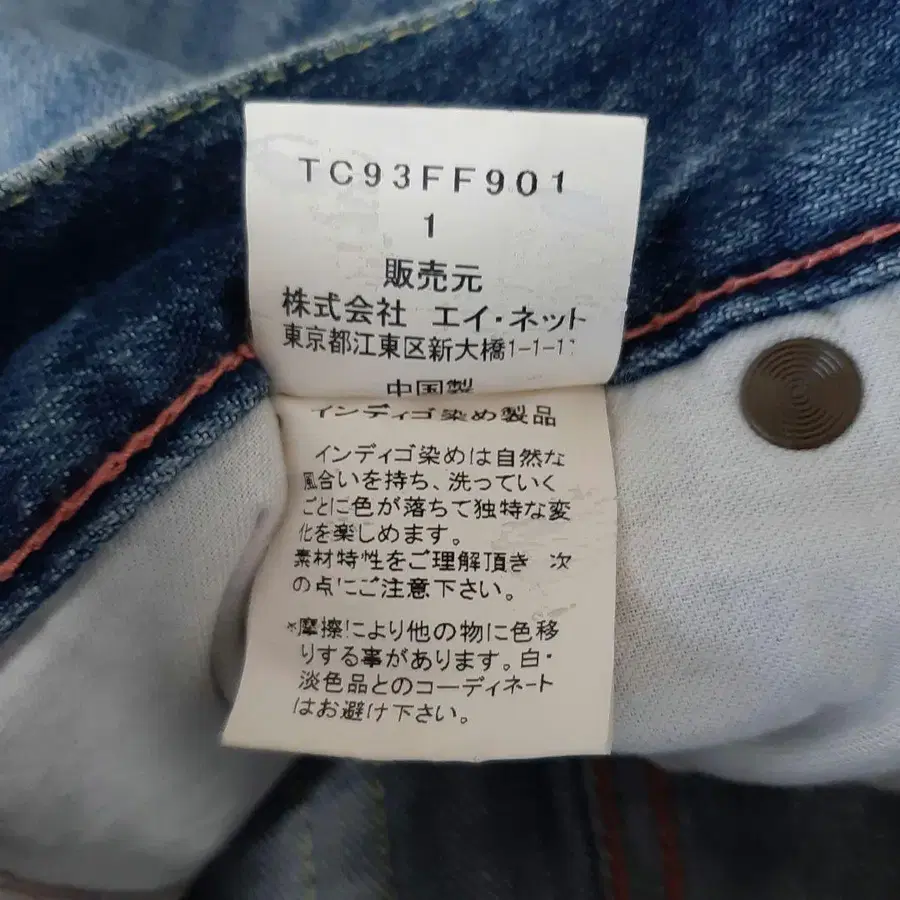 TC93FF901
1
販売元
株式会社 エイ・ネット
東京都江東区新大橋1-1-1
中国製
インディゴ染め製品
インディゴ染めは自然な
風合いを持ち、洗っていく
ごとに色が落ちて独特な変
化を楽しめます。
素材特性をご理解頂き 次
の点にご注意下さい。
*摩擦により他の物に色移
りする事があります。白・
淡色品とのコーディネート
はお避け下さい。